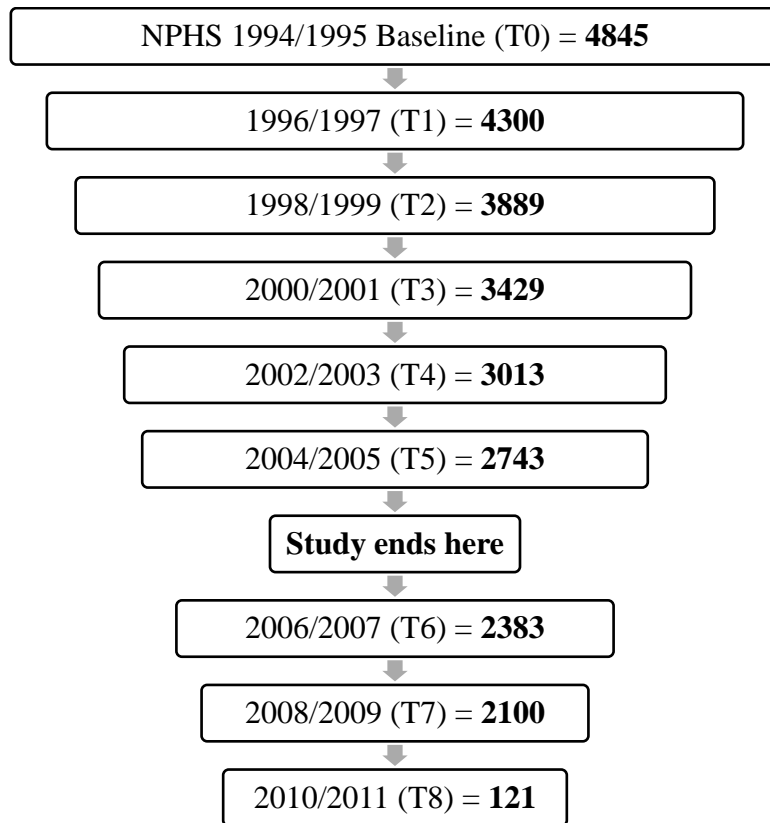 NPHS 1994/1995 Baseline (T0) = 4845
1996/1997 (T1) = 4300
1998/1999 (T2) = 3889
2000/2001 (T3) = 3429
2002/2003 (T4) = 3013
2004/2005 (T5) = 2743
Study ends here
2006/2007 (T6) = 2383
2008/2009 (T7) = 2100
2010/2011 (T8) = 121